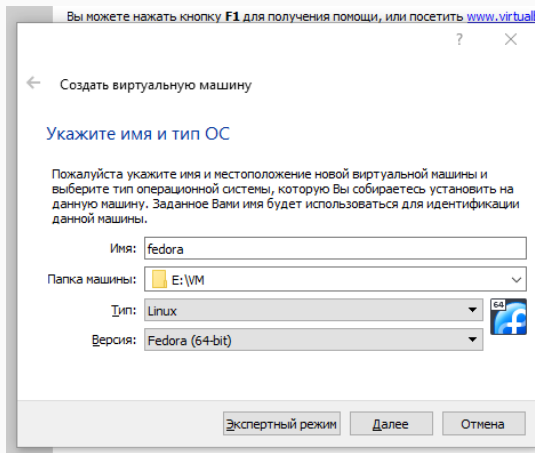 Вы можете нажать кнопку F1 для получения помощи, или посетить www.virtuall
?
Создать виртуальную машину
Укажите имя и тип ОС
Пожалуйста укажите имя и местоположение новой виртуальной машины и
выберите тип операционной системы, которую Вы собираетесь установить на
данную машину. Заданное Вами имя будет использоваться для идентификации
данной машины.
Имя: fedora
Папка машины: E:\VM
Тип: Linux
64
Версия: Fedora (64-bit)
Экспертный режим Далее Отмена